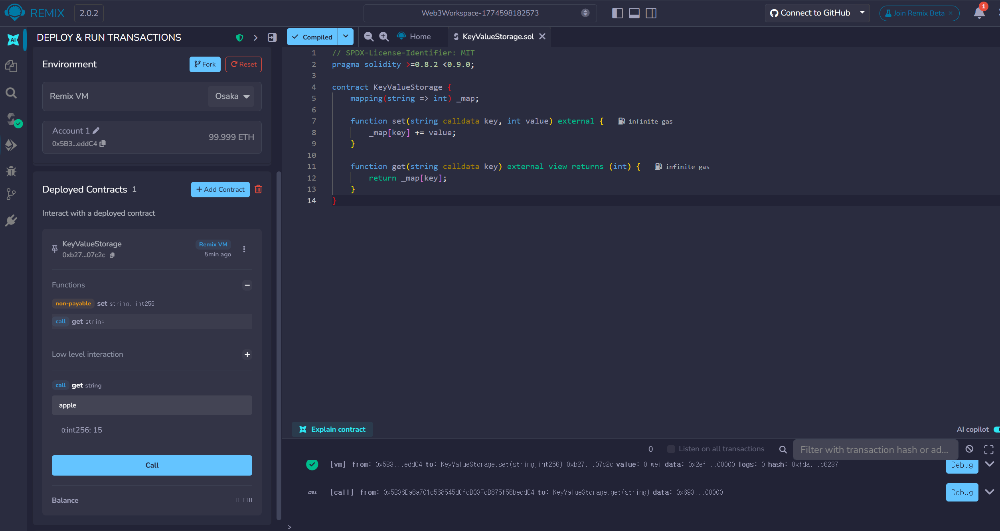 REMIX 2.0.2
Web3Workspace-1774598182573
Connect to GitHub
Join Remix Beta ×
1
AI
DEPLOY & RUN TRANSACTIONS
Environment
Fork
Reset
Remix VM
Osaka
Account 1
0x5B3...eddC4
99.999 ETH
Deployed Contracts 1
+ Add Contract
Interact with a deployed contract
KeyValueStorage
0xb27...07c2c
Remix VM
5min ago
Functions
non-payable set string, int256
call get string
Low level interaction
call get string
apple
0:int256: 15
Call
Balance
0 ETH
Compiled
Home
KeyValueStorage.sol
1 // SPDX-License-Identifier: MIT
2 pragma solidity >=0.8.2 <0.9.0;
3
4 contract KeyValueStorage {
5 mapping(string => int) _map;
6
7 function set(string calldata key, int value) external { infinite gas
8 _map[key] += value;
9 }
10
11 function get(string calldata key) external view returns (int) { infinite gas
12 return _map[key];
13 }
14 }
Explain contract
AI copilot
0
Listen on all transactions
Filter with transaction hash or ad...
[vm] from: 0x5B3...eddC4 to: KeyValueStorage.set(string,int256) 0xb27...07c2c value: 0 wei data: 0x2ef...00000 logs: 0 hash: 0xfda...c6237
Debug
CALL [call] from: 0x5B38Da6a701c568545dCfcB03FcB875f56beddC4 to: KeyValueStorage.get(string) data: 0x693...00000
Debug
>